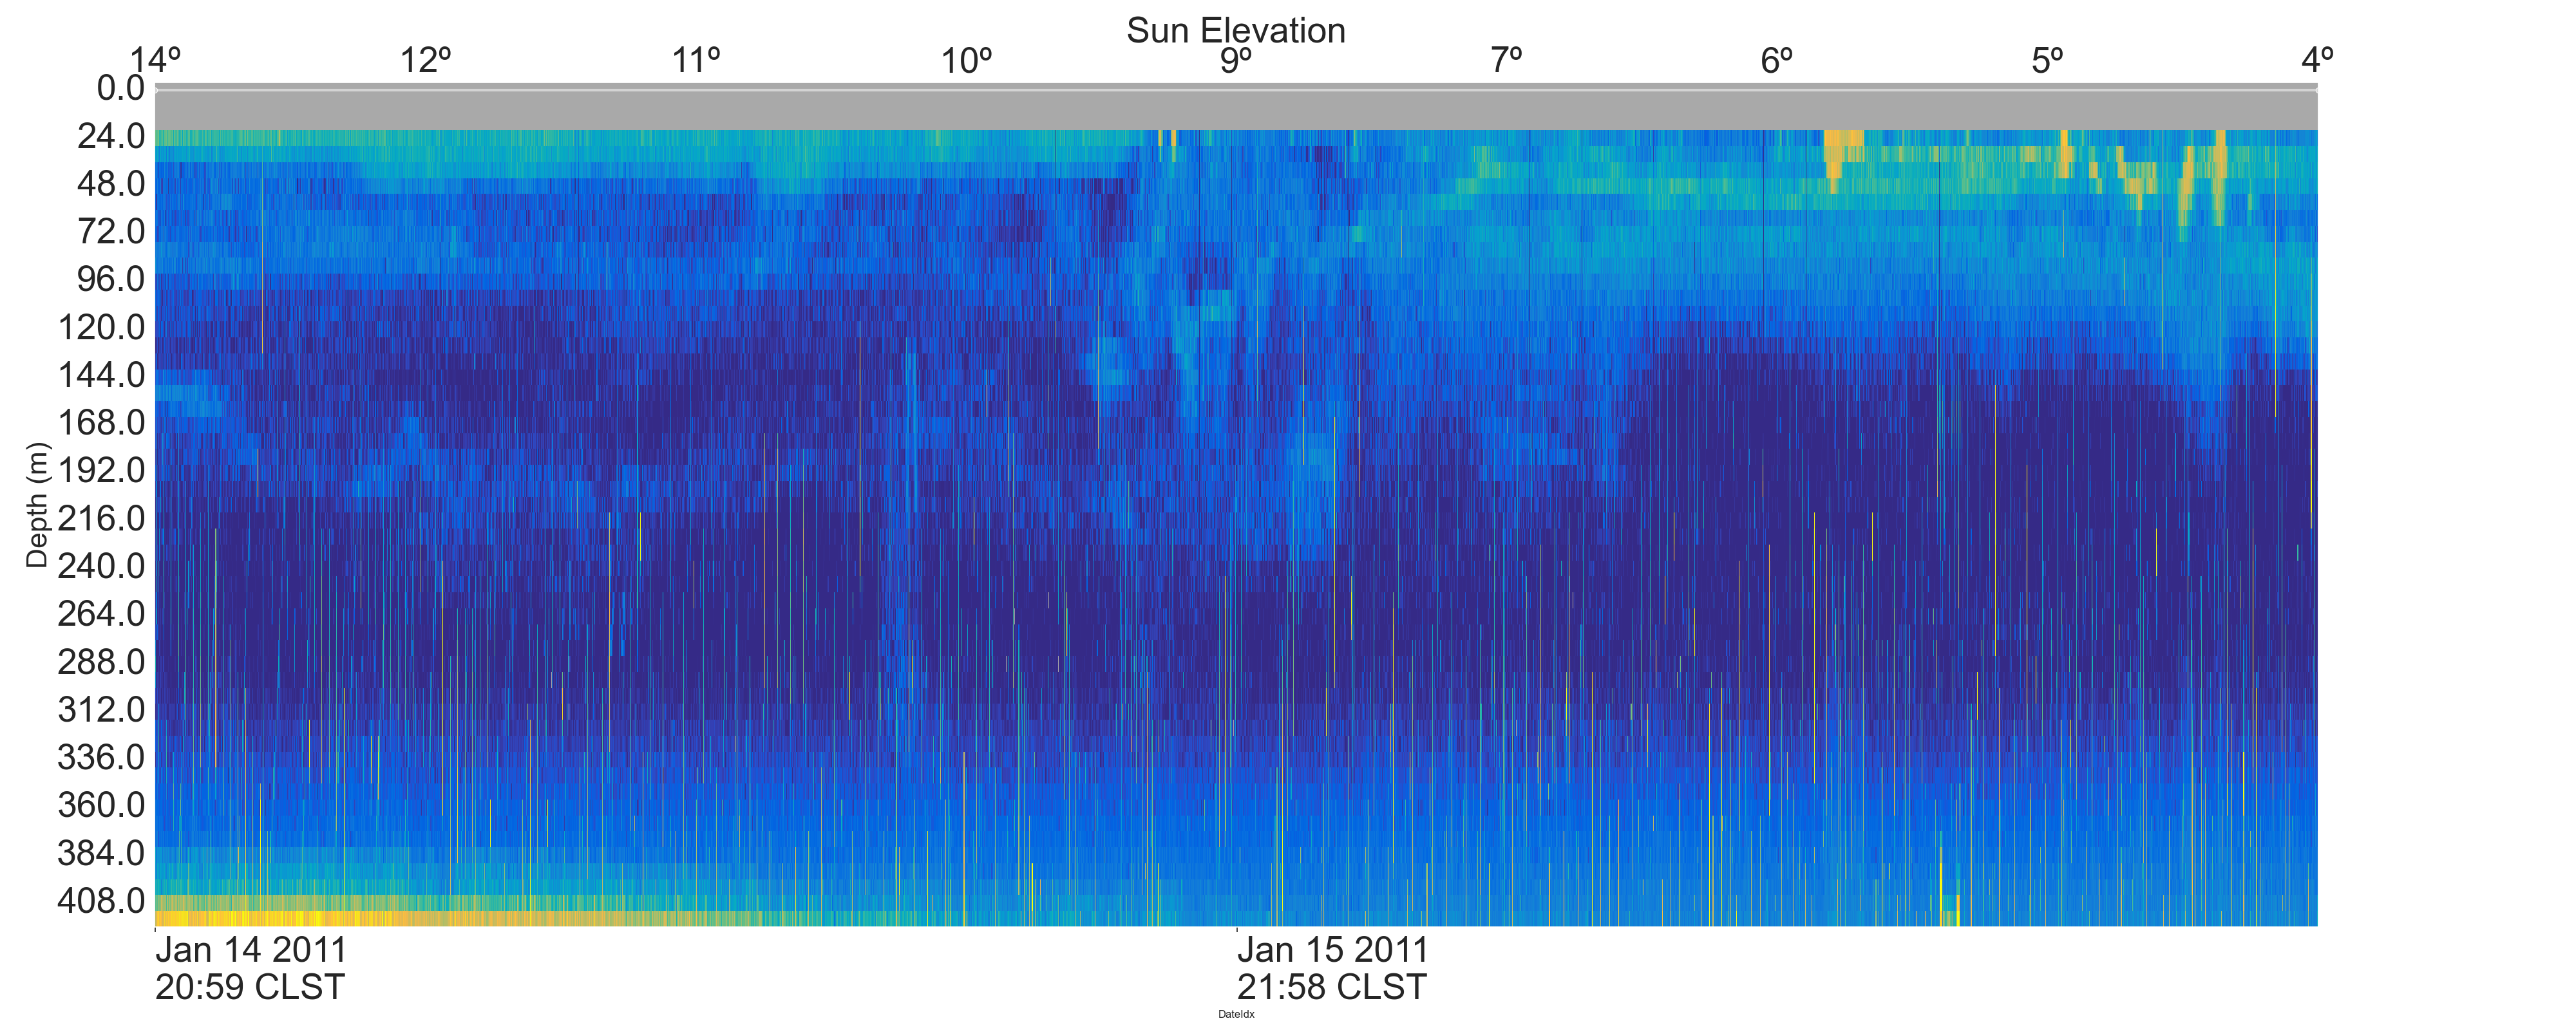 Sun Elevation
14º 12º 11º 10º 9º 7º 6º 5º 4º
0.0
24.0
48.0
72.0
96.0
120.0
144.0
168.0
192.0
216.0
240.0
264.0
288.0
312.0
336.0
360.0
384.0
408.0
Depth (m)
Jan 14 2011
20:59 CLST
Jan 15 2011
21:58 CLST
DateIdx